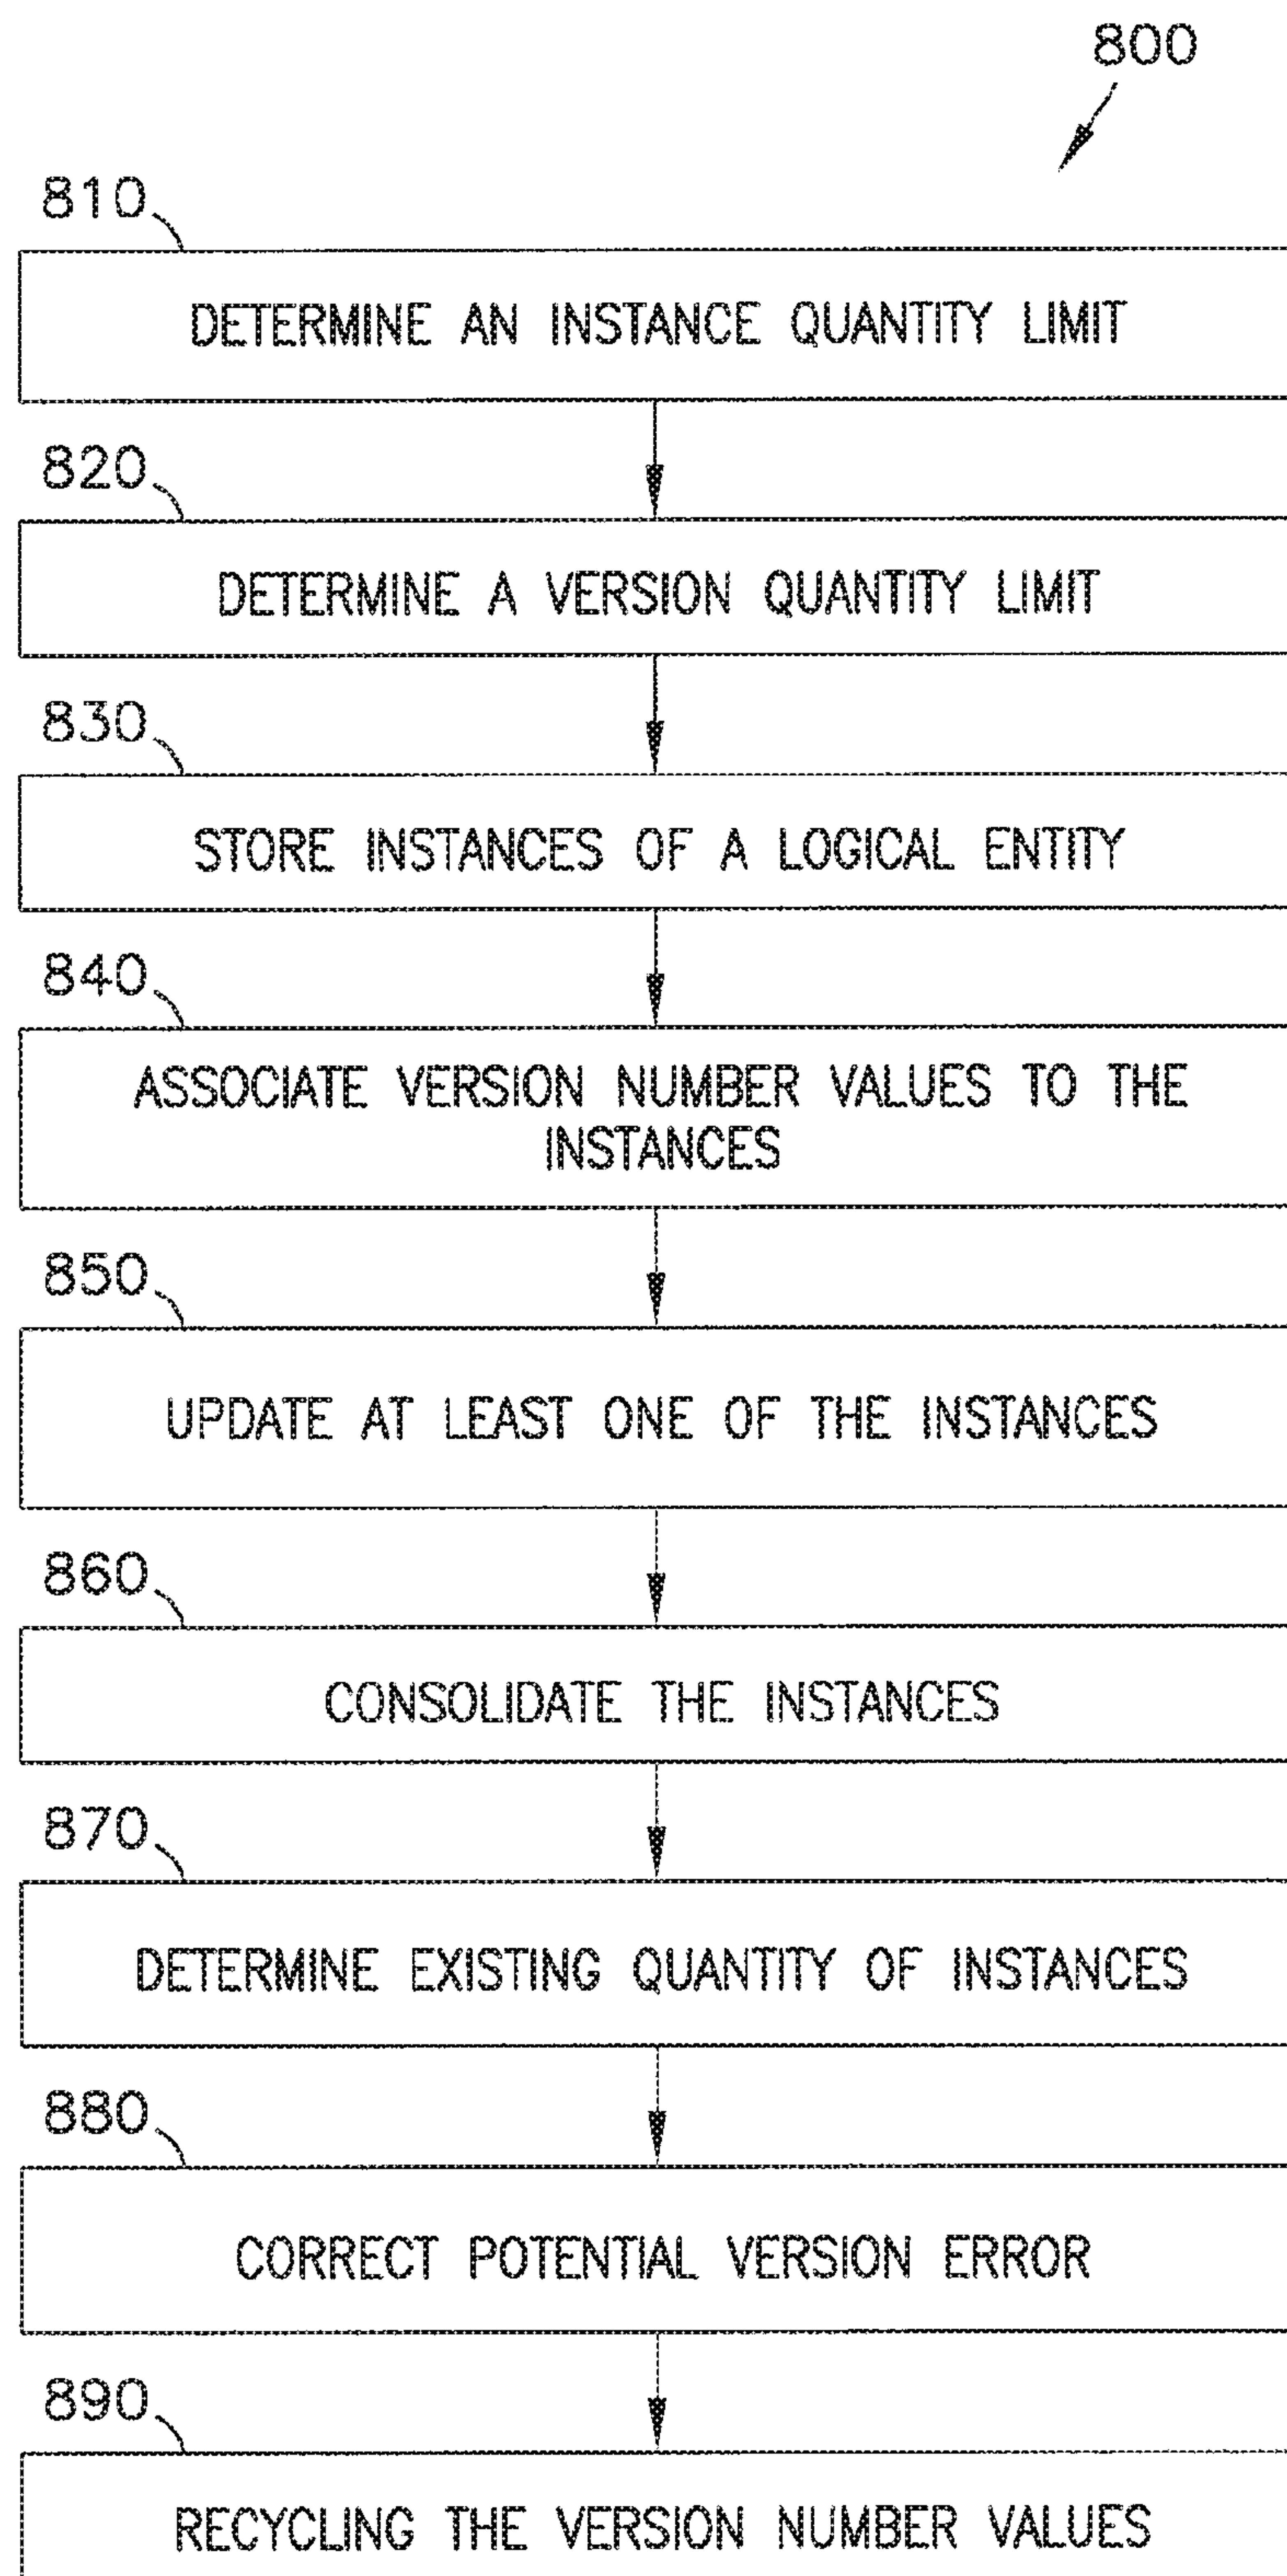 800
810
DETERMINE AN INSTANCE QUANTITY LIMIT
820
DETERMINE A VERSION QUANTITY LIMIT
830
STORE INSTANCES OF A LOGICAL ENTITY
840
ASSOCIATE VERSION NUMBER VALUES TO THE
INSTANCES
850
UPDATE AT LEAST ONE OF THE INSTANCES
860
CONSOLIDATE THE INSTANCES
870
DETERMINE EXISTING QUANTITY OF INSTANCES
880
CORRECT POTENTIAL VERSION ERROR
890
RECYCLING THE VERSION NUMBER VALUES